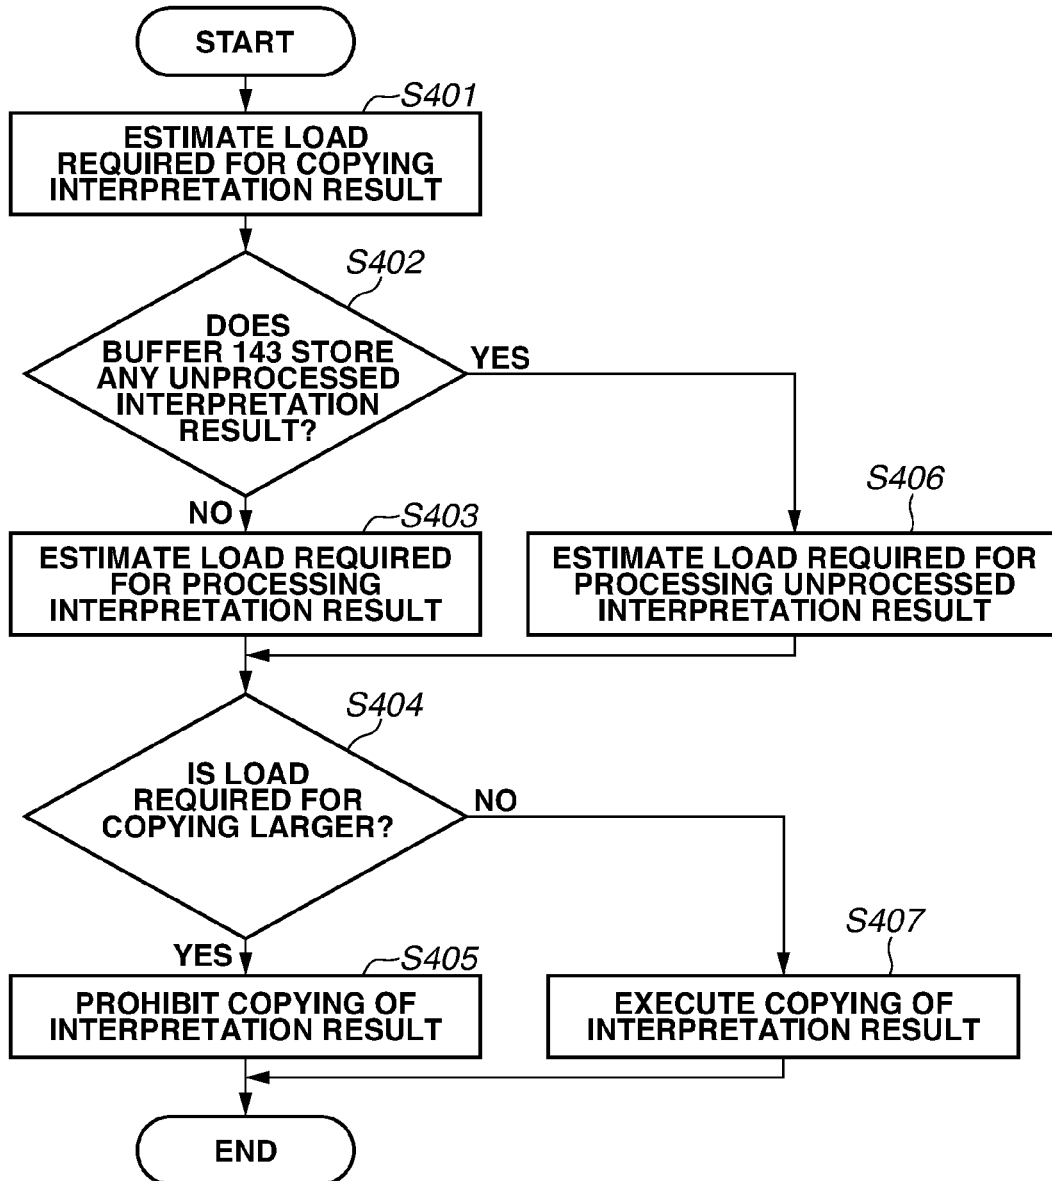 START
S401
ESTIMATE LOAD
REQUIRED FOR COPYING
INTERPRETATION RESULT
S402
DOES
BUFFER 143 STORE
ANY UNPROCESSED
INTERPRETATION
RESULT?
YES
NO
S403
ESTIMATE LOAD REQUIRED
FOR PROCESSING
INTERPRETATION RESULT
S406
ESTIMATE LOAD REQUIRED FOR
PROCESSING UNPROCESSED
INTERPRETATION RESULT
S404
IS LOAD
REQUIRED FOR
COPYING LARGER?
NO
YES
S405
PROHIBIT COPYING OF
INTERPRETATION RESULT
S407
EXECUTE COPYING OF
INTERPRETATION RESULT
END